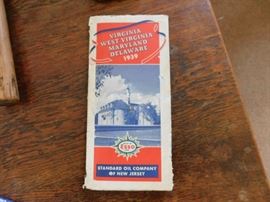 VIRGINIA
WEST VIRGINIA
MARYLAND
DELAWARE
1939
Esso
STANDARD OIL COMPANY
OF NEW JERSEY